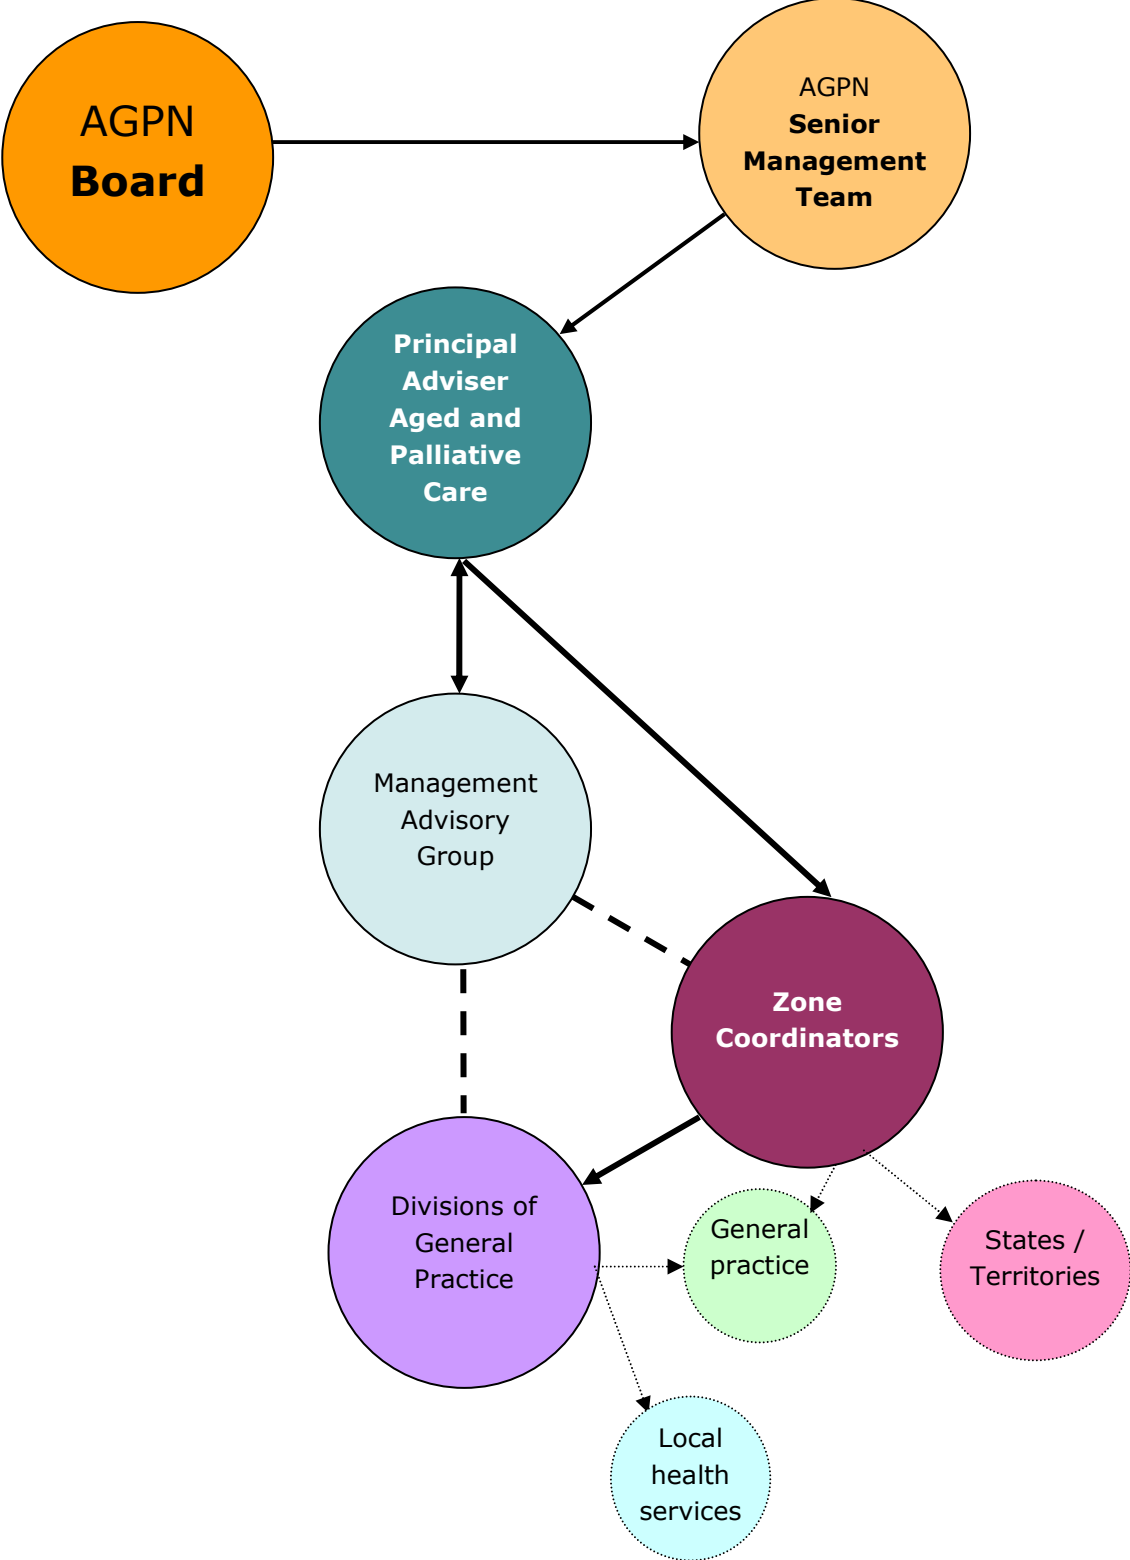 AGPN
Board
AGPN
Senior
Management
Team
Principal
Adviser
Aged and
Palliative
Care
Management
Advisory
Group
Zone
Coordinators
Divisions of
General
Practice
General
practice
States /
Territories
Local
health
services